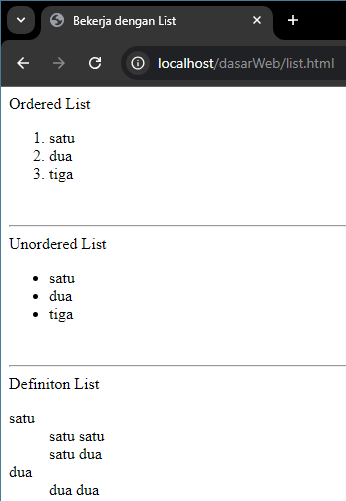 Bekerja dengan List
localhost/dasarWeb/list.html
Ordered List
1. satu
2. dua
3. tiga
Unordered List
• satu
• dua
• tiga
Definiton List
satu
satu satu
satu dua
dua
dua dua